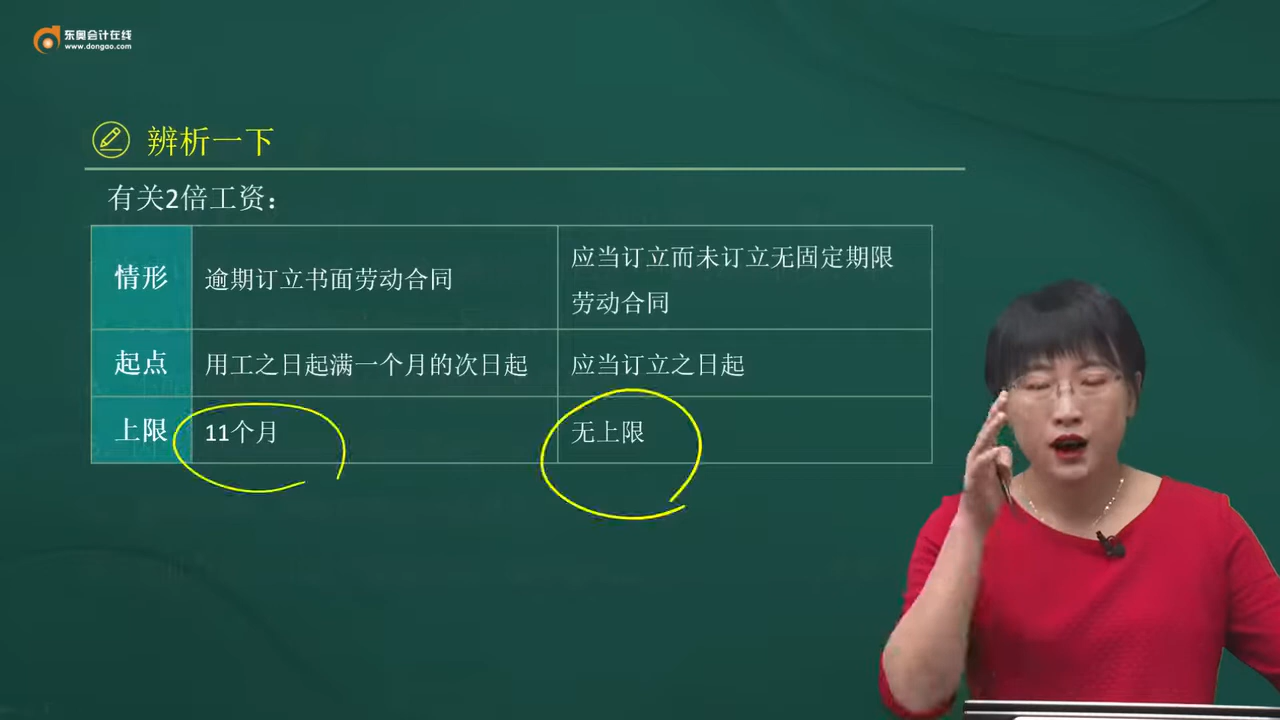 东奥会计在线
www.dongao.com
辨析一下
有关2倍工资：
情形
逾期订立书面劳动合同
应当订立而未订立无固定期限
劳动合同
起点
用工之日起满一个月的次日起
应当订立之日起
上限
11个月
无上限